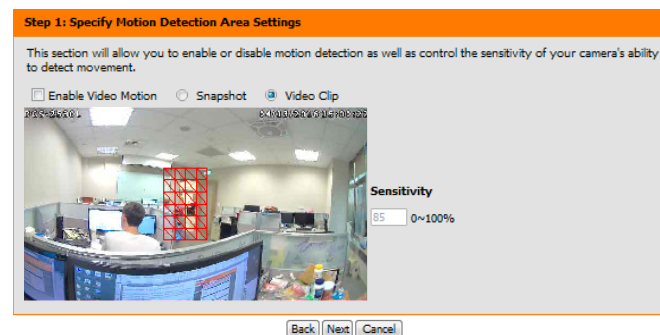 Step 1: Specify Motion Detection Area Settings
This section will allow you to enable or disable motion detection as well as control the sensitivity of your camera's ability
to detect movement.
Enable Video Motion Snapshot Video Clip
Sensitivity
85 0~100%
Back Next Cancel